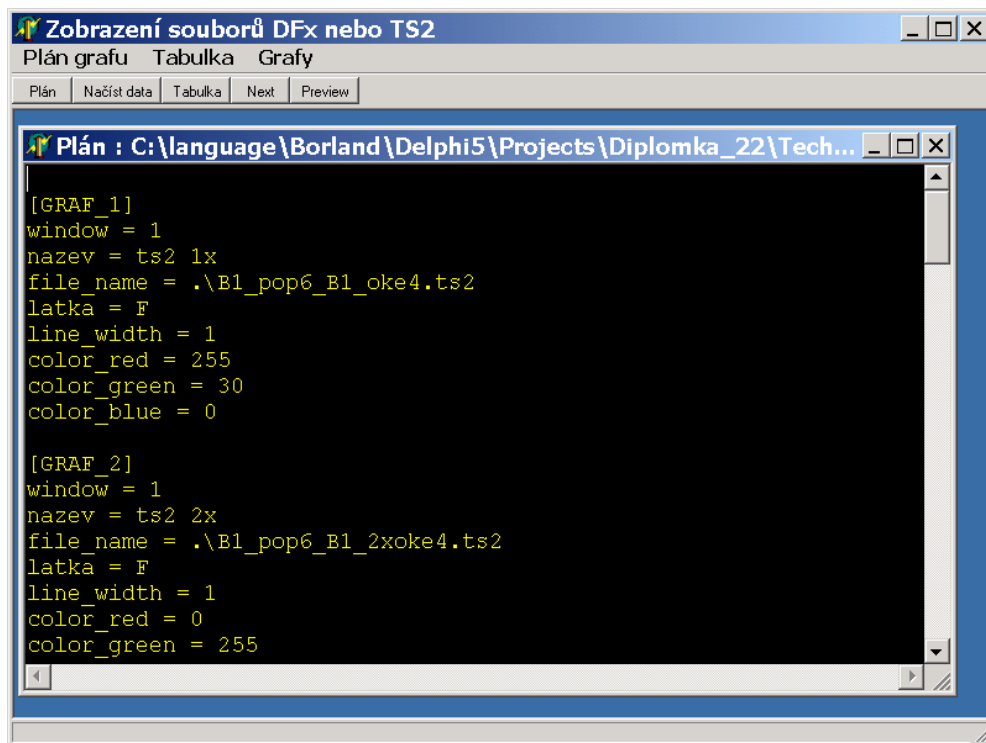 Zobrazení souborů DFx nebo TS2
Plán grafu Tabulka Grafy
Plán Načíst data Tabulka Next Preview
Plán : C:\language\Borland\Delphi5\Projects\Diplomka_22\Tech...
[GRAF_1]
window = 1
nazev = ts2 1x
file_name = .\B1_pop6_B1_oke4.ts2
latka = F
line_width = 1
color_red = 255
color_green = 30
color_blue = 0
[GRAF_2]
window = 1
nazev = ts2 2x
file_name = .\B1_pop6_B1_2xoke4.ts2
latka = F
line_width = 1
color_red = 0
color_green = 255